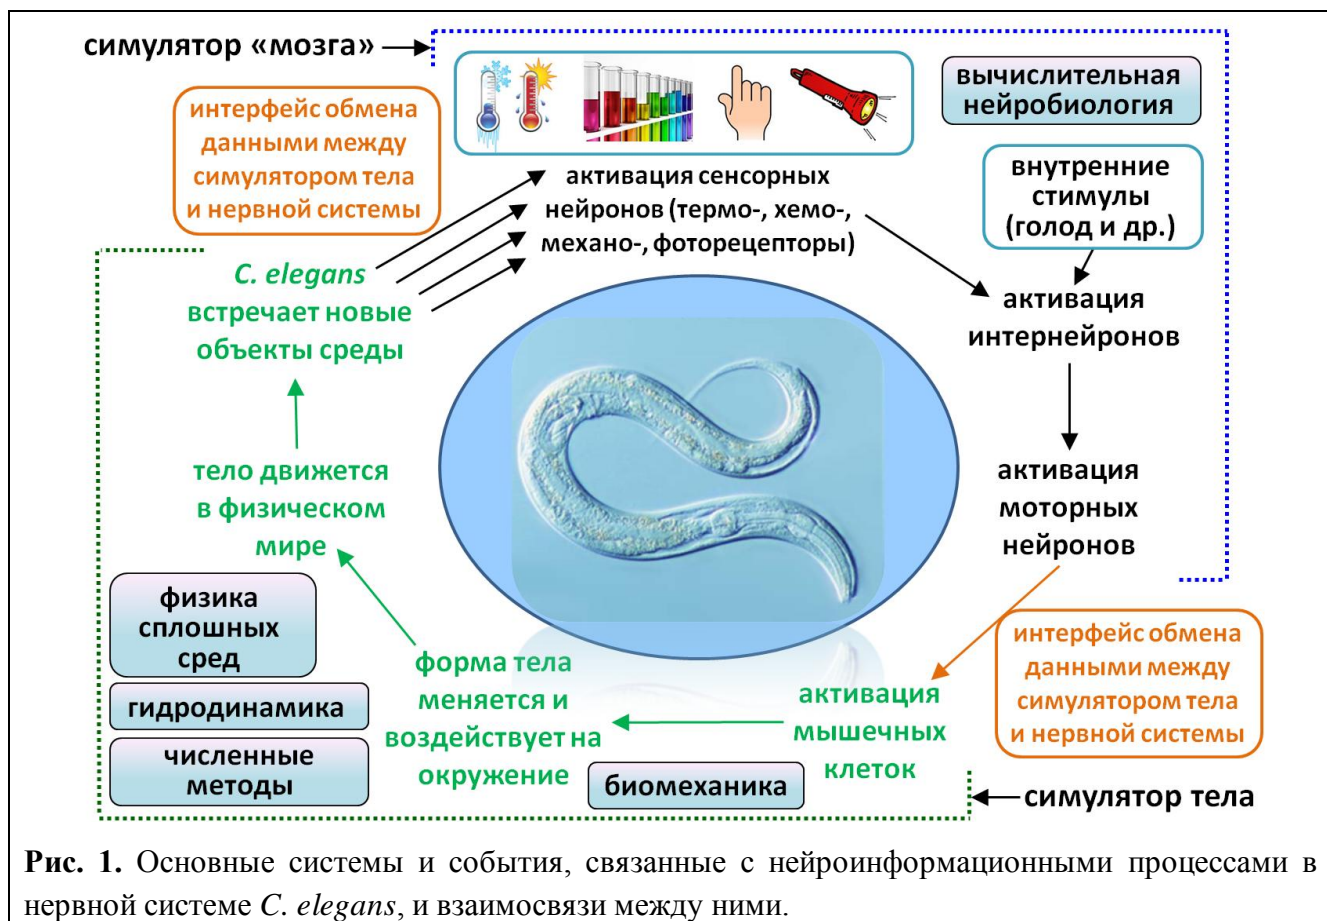 симулятор «мозга»
интерфейс обмена
данными между
симулятором тела
и нервной системы
вычислительная
нейробиология
внутренние
стимулы
(голод и др.)
активация сенсорных
нейронов (термо-, хемо-,
механо-, фоторецепторы)
C. elegans
встречает новые
объекты среды
активация
интернейронов
тело движется
в физическом
мире
активация
моторных
нейронов
физика
сплошных
сред
гидродинамика
численные
методы
форма тела
меняется и
воздействует на
окружение
биомеханика
активация
мышечных
клеток
интерфейс обмена
данными между
симулятором тела
и нервной системы
симулятор тела
Рис. 1. Основные системы и события, связанные с нейроинформационными процессами в
нервной системе C. elegans, и взаимосвязи между ними.